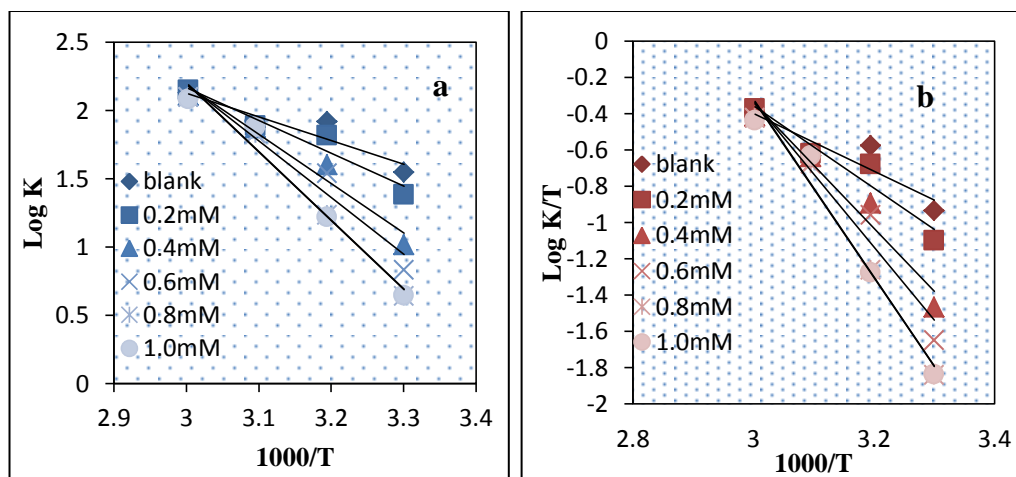 a
Log K
2.5
2
1.5
1
0.5
0
blank
0.2mM
0.4mM
0.6mM
0.8mM
1.0mM
2.9
3
3.1
3.2
3.3
3.4
1000/T
b
Log K/T
0
-0.2
-0.4
-0.6
-0.8
-1
-1.2
-1.4
-1.6
-1.8
-2
blank
0.2mM
0.4mM
0.6mM
0.8mM
1.0mM
2.8
3
3.2
3.4
1000/T